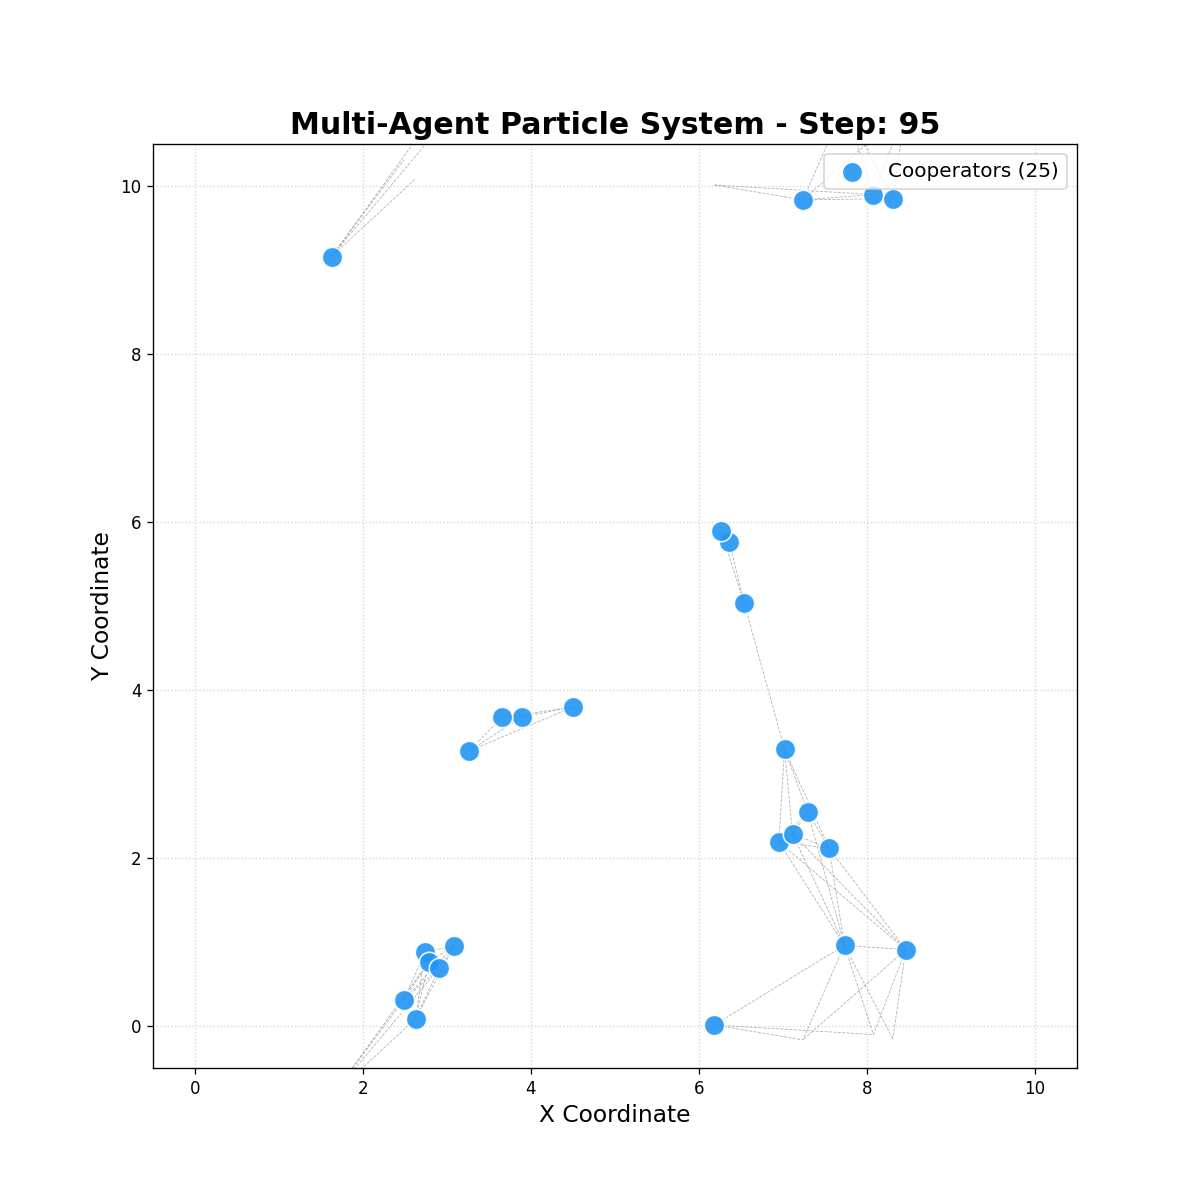 Multi-Agent Particle System - Step: 95
Cooperators (25)
10
8
6
4
2
0
Y Coordinate
0 2 4 6 8 10
X Coordinate